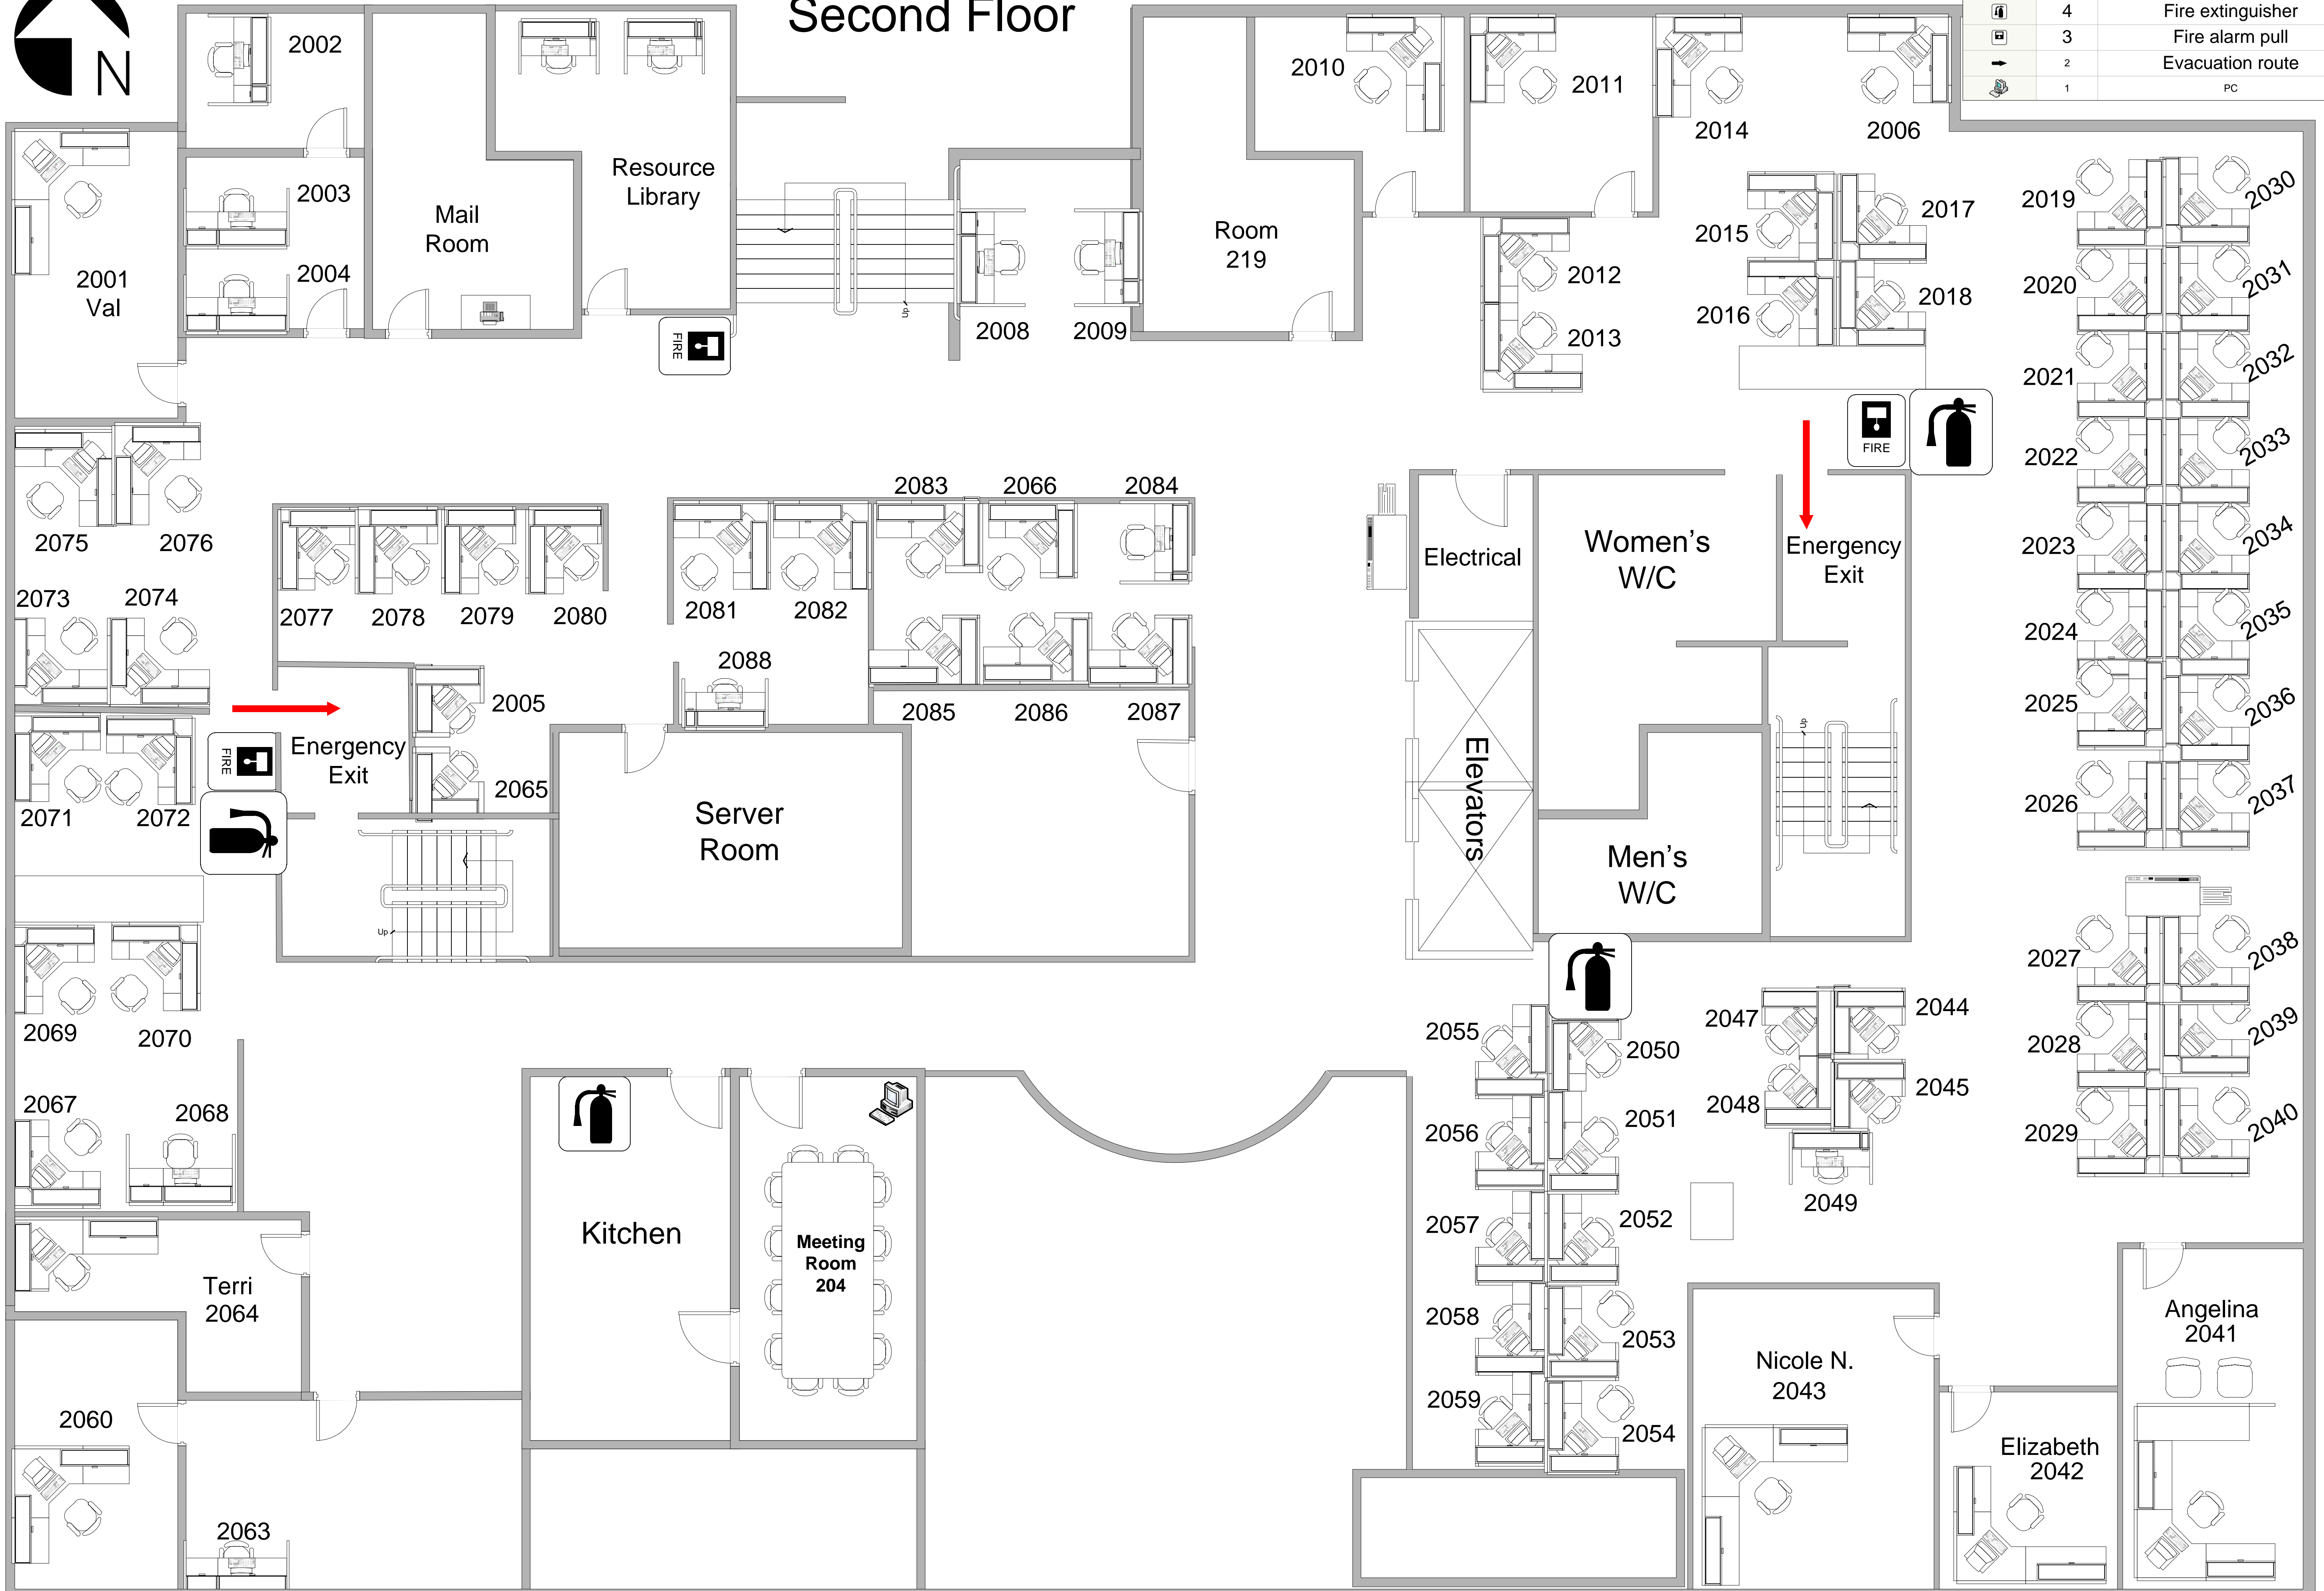 N
Second Floor
4 Fire extinguisher
3 Fire alarm pull
2 Evacuation route
1 PC
2002
2010
2011
2014
2006
2003
Mail
Room
Resource
Library
Room
219
2001
Val
2004
Up
2008
2009
2012
2013
2015
2017
2016
2018
2019
2030
2020
2031
2021
2032
2022
2033
2023
2034
2024
2035
2025
2036
2026
2037
FIRE
FIRE
2075
2076
2083
2066
2084
2073
2074
2077
2078
2079
2080
2081
2082
Electrical
Women's
W/C
Energency
Exit
2005
2088
2085
2086
2087
Energency
Exit
FIRE
2065
2071
2072
Server
Room
Elevators
Men's
W/C
Up
Up
2069
2070
2067
2068
2027
2038
2028
2039
2029
2040
2047
2044
2048
2045
2049
2055
2050
2056
2051
2057
2052
2058
2053
2059
2054
Kitchen
Meeting
Room
204
Terri
2064
2060
2063
Nicole N.
2043
Elizabeth
2042
Angelina
2041